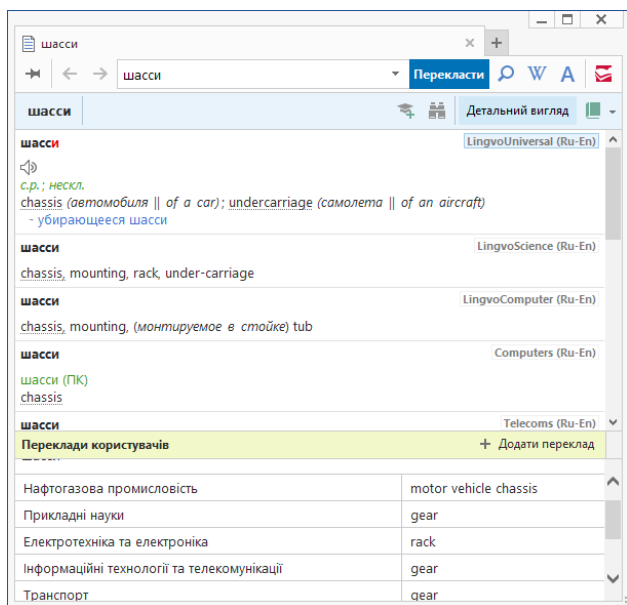 шасси
шасси Перекласти W A
шасси Детальний вигляд
шасси LingvoUniversal (Ru-En)
с.р.; нескл.
chassis (автомобиля || of a car); undercarriage (самолета || of an aircraft)
- убирающееся шасси
шасси LingvoScience (Ru-En)
chassis, mounting, rack, under-carriage
шасси LingvoComputer (Ru-En)
chassis, mounting, (монтируемое в стойке) tub
шасси Computers (Ru-En)
шасси (ПК)
chassis
шасси Telecoms (Ru-En)
Переклади користувачів + Додати переклад
Нафтогазова промисловість motor vehicle chassis
Прикладні науки gear
Електротехніка та електроніка rack
Інформаційні технології та телекомунікації gear
Транспорт gear